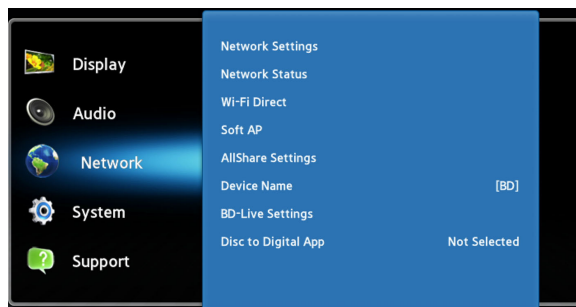 Display
Audio
Network
System
Support
Network Settings
Network Status
Wi-Fi Direct
Soft AP
AllShare Settings
Device Name [BD]
BD-Live Settings
Disc to Digital App Not Selected